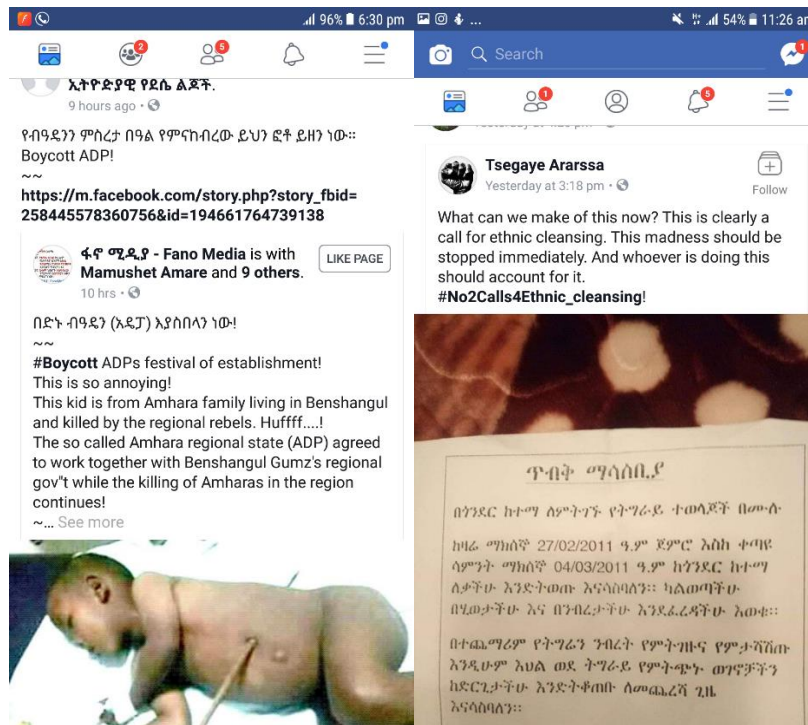 96% 6:30 pm
2
5
ኢትዮጵያዊ የደሴ ልጆች.
9 hours ago
የብዓዴንን ምስረታ በዓል የምናከብረው ይህን ፎቶ ይዘን ነው።
Boycott ADP!
~~
https://m.facebook.com/story.php?story_fbid=
258445578360756&id=194661764739138
ፋኖ ሚዲያ - Fano Media is with
Mamushet Amare and 9 others.
LIKE PAGE
10 hrs
በድኑ ብዓዴን (አዴፓ) እያስበላን ነው!
~~
#Boycott ADPs festival of establishment!
This is so annoying!
This kid is from Amhara family living in Benshangul
and killed by the regional rebels. Huffff....!
The so called Amhara regional state (ADP) agreed
to work together with Benshangul Gumz's regional
gov"t while the killing of Amharas in the region
continues!
~... See more
... 54% 11:26 am
Search
1
1
5
Tsegaye Ararssa
Yesterday at 3:18 pm
Follow
What can we make of this now? This is clearly a
call for ethnic cleansing. This madness should be
stopped immediately. And whoever is doing this
should account for it.
#No2Calls4Ethnic_cleansing!
ጥብቅ ማሳሰቢያ
በጎንደር ከተማ ለምትገኙ የትግራይ ተወላጆች በሙሉ
ከዛሬ ማክሰኞ 27/02/2011 ዓ.ም ጀምሮ እስከ ቀጣዩ
ሳምንት ማክሰኞ 04/03/2011 ዓ.ም ከጎንደር ከተማ
ለቃችሁ እንድትወጡ እናሳስባለን። ካልወጣችሁ
በሂወታችሁ እና በንብረታችሁ እንደፈረዳችሁ እወቁ።
በተጨማሪም የትግሬን ንብረት የምትገዙና የምታሻሽጡ
እንዲሁም እህል ወደ ትግራይ የምትጭኑ ወገኖቻችን
ከድርጊታችሁ እንድትቆጠቡ ለመጨረሻ ጊዜ
እናሳስባለን።